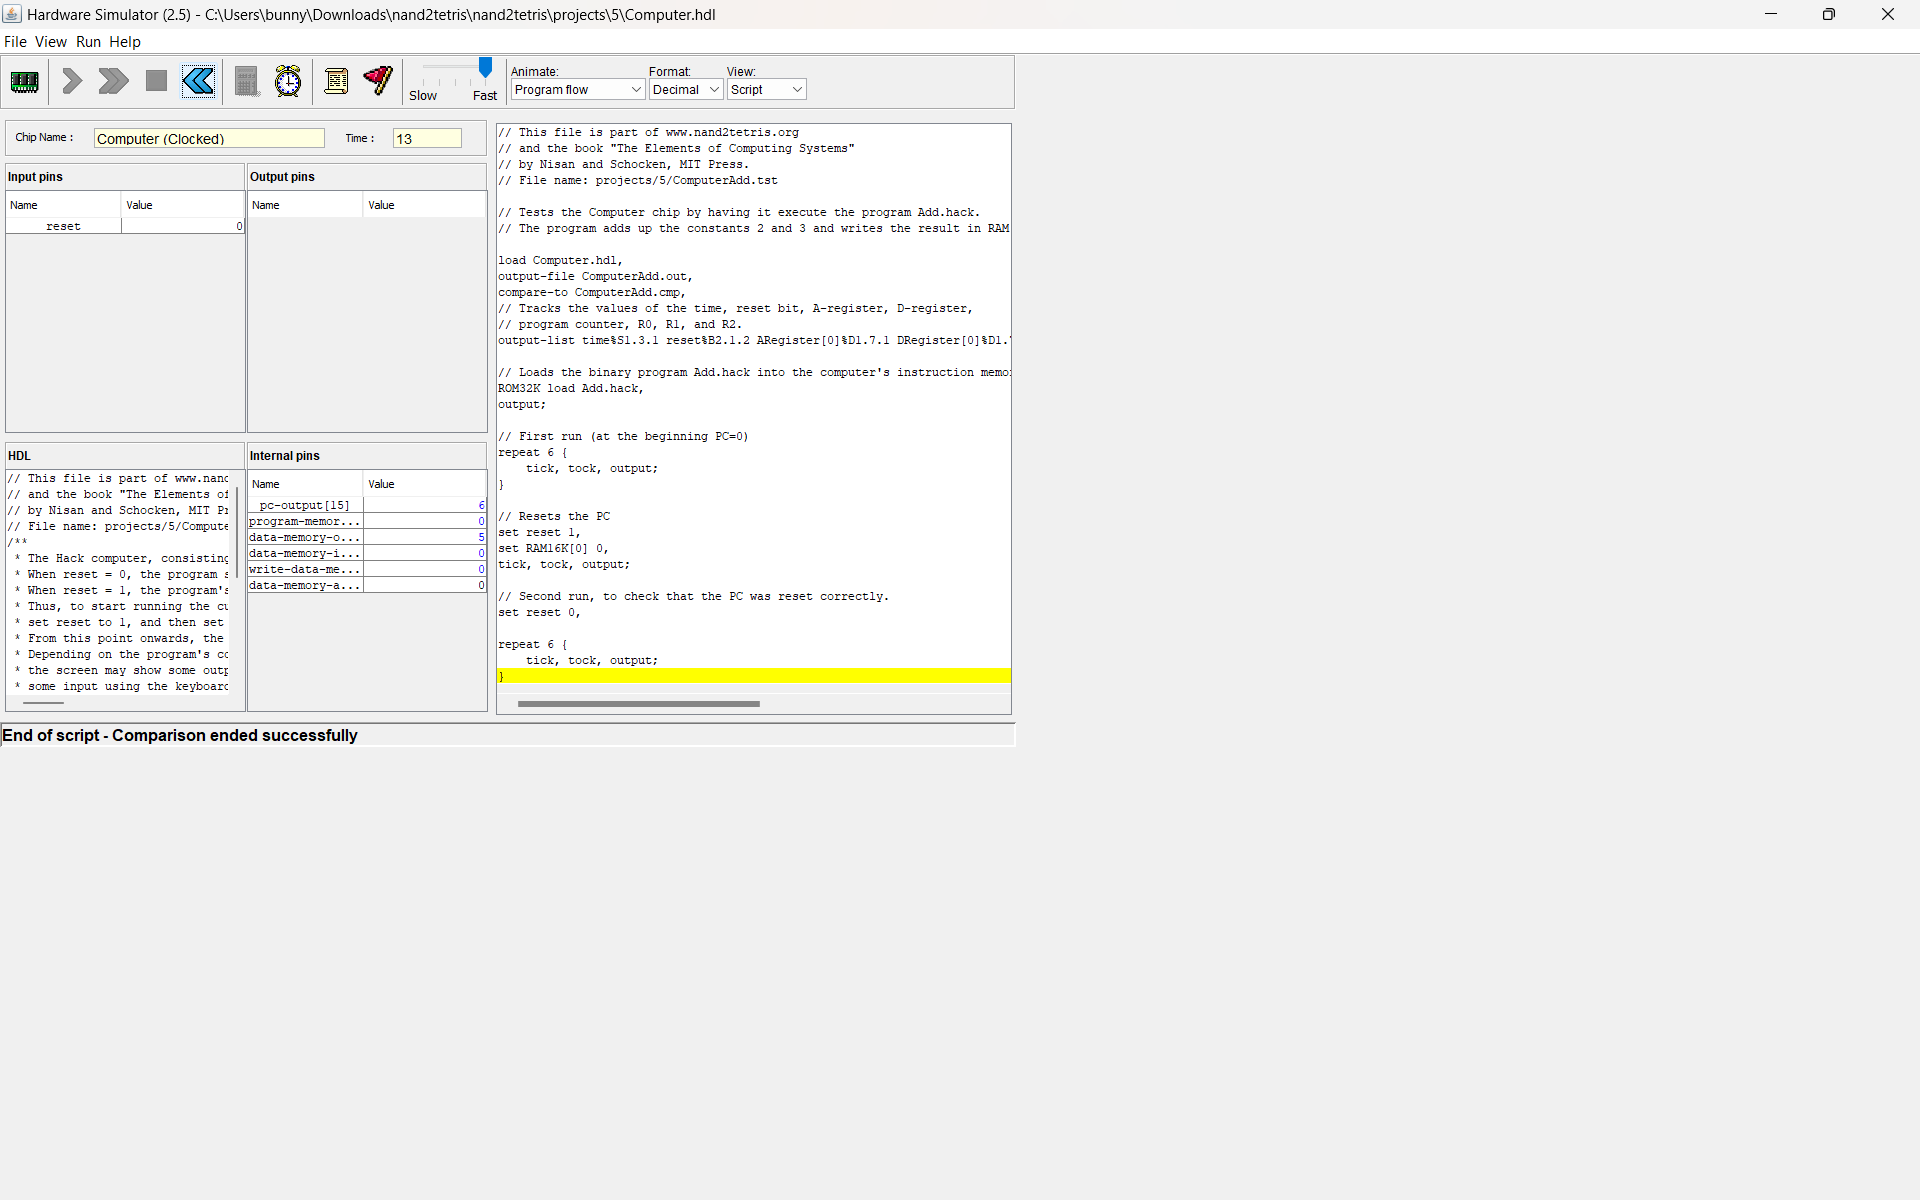 Hardware Simulator (2.5) - C:\Users\bunny\Downloads\nand2tetris\nand2tetris\projects\5\Computer.hdl
File View Run Help
Slow Fast
Animate: Format: View:
Program flow Decimal Script
Chip Name : Computer (Clocked) Time : 13
Input pins
Name Value
reset 0
Output pins
Name Value
HDL
// This file is part of www.nand
// and the book "The Elements of
// by Nisan and Schocken, MIT Pr
// File name: projects/5/Compute
/**
* The Hack computer, consisting
* When reset = 0, the program s
* When reset = 1, the program's
* Thus, to start running the cu
* set reset to 1, and then set
* From this point onwards, the
* Depending on the program's co
* the screen may show some outp
* some input using the keyboard
Internal pins
Name Value
pc-output[15] 6
program-memor... 0
data-memory-o... 5
data-memory-i... 0
write-data-me... 0
data-memory-a... 0
// This file is part of www.nand2tetris.org
// and the book "The Elements of Computing Systems"
// by Nisan and Schocken, MIT Press.
// File name: projects/5/ComputerAdd.tst
// Tests the Computer chip by having it execute the program Add.hack.
// The program adds up the constants 2 and 3 and writes the result in RAM
load Computer.hdl,
output-file ComputerAdd.out,
compare-to ComputerAdd.cmp,
// Tracks the values of the time, reset bit, A-register, D-register,
// program counter, R0, R1, and R2.
output-list time%S1.3.1 reset%B2.1.2 ARegister[0]%D1.7.1 DRegister[0]%D1.
// Loads the binary program Add.hack into the computer's instruction memo
ROM32K load Add.hack,
output;
// First run (at the beginning PC=0)
repeat 6 {
tick, tock, output;
}
// Resets the PC
set reset 1,
set RAM16K[0] 0,
tick, tock, output;
// Second run, to check that the PC was reset correctly.
set reset 0,
repeat 6 {
tick, tock, output;
}
End of script - Comparison ended successfully